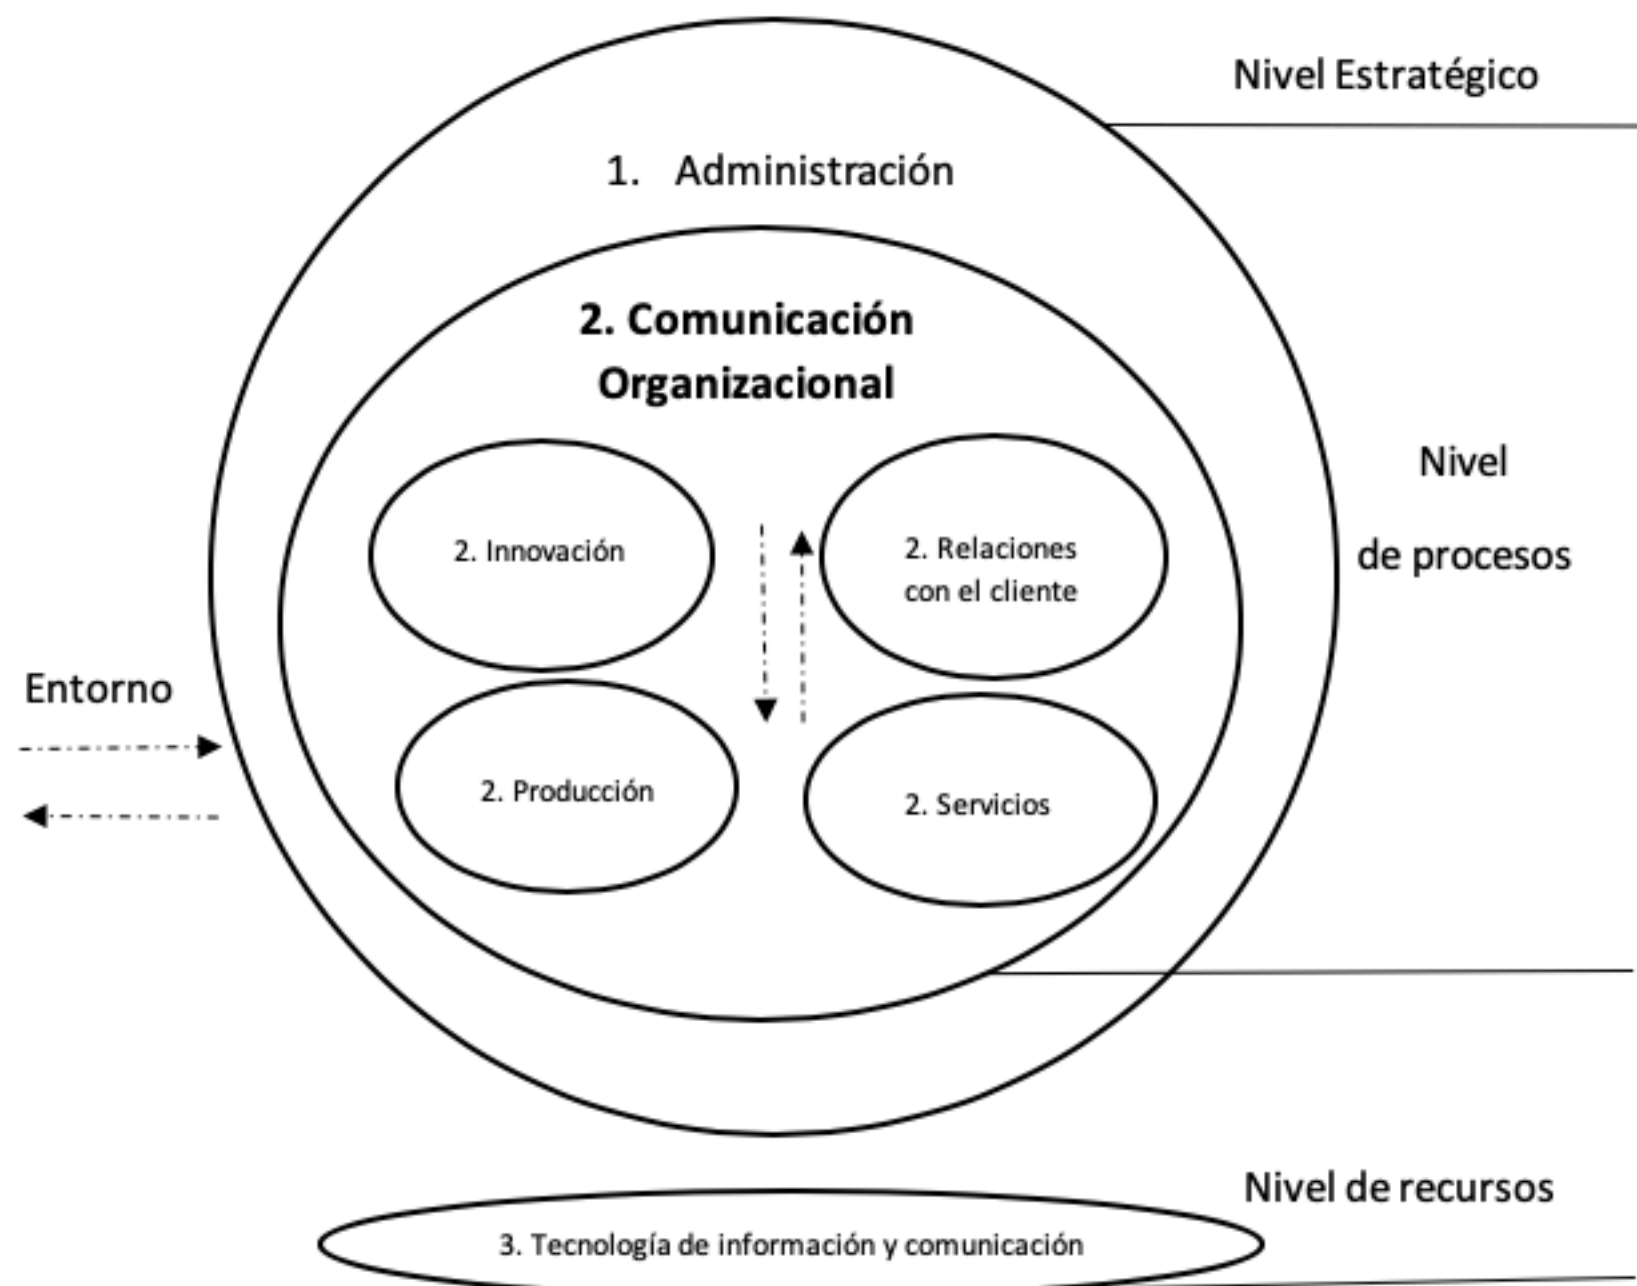 Nivel Estratégico
1. Administración
2. Comunicación
Organizacional
Nivel
de procesos
2. Innovación
2. Relaciones
con el cliente
Entorno
2. Producción
2. Servicios
Nivel de recursos
3. Tecnología de información y comunicación